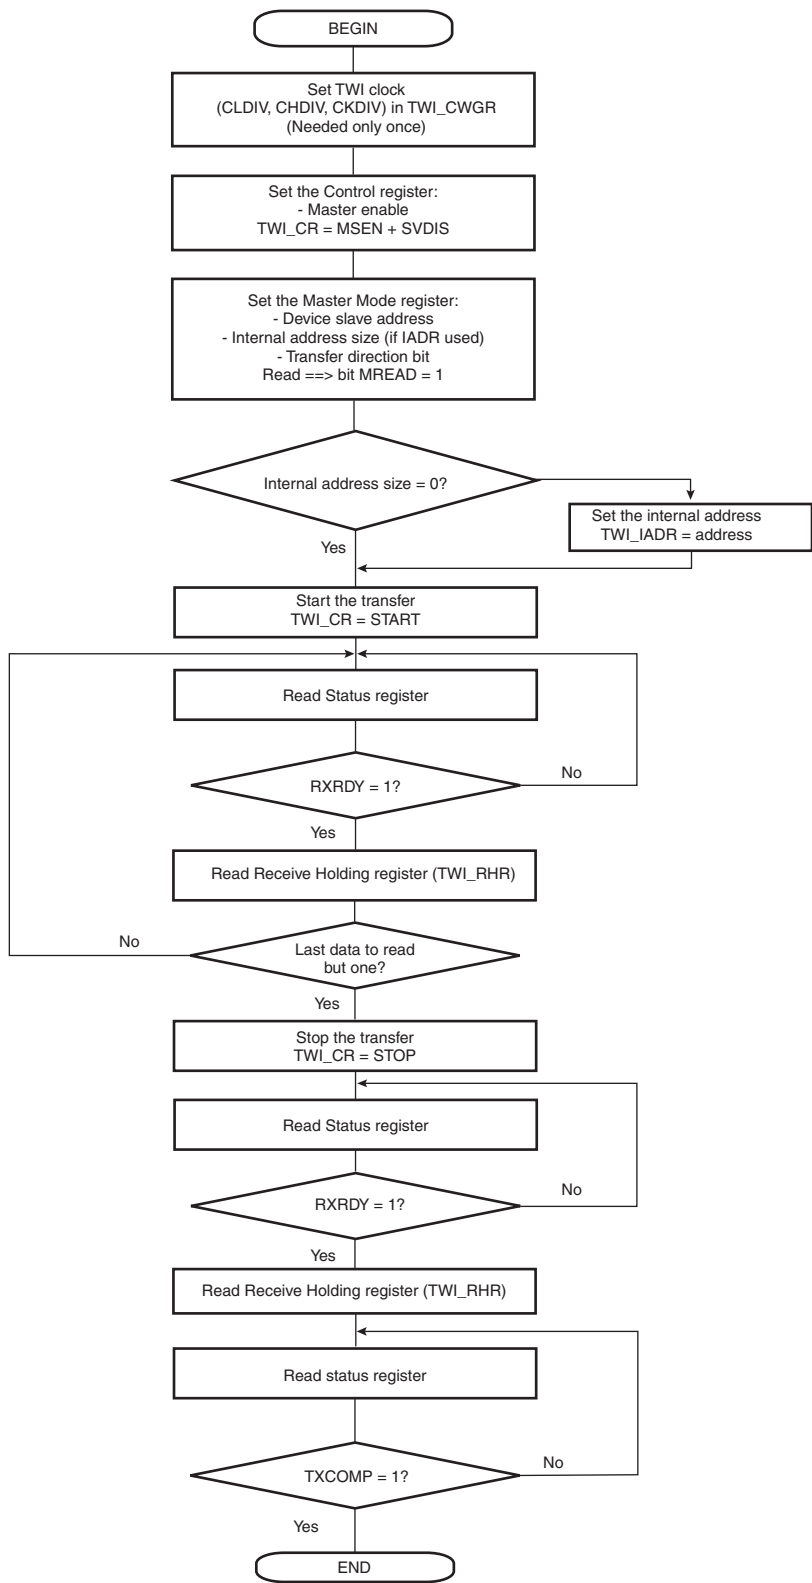 BEGIN
Set TWI clock
(CLDIV, CHDIV, CKDIV) in TWI_CWGR
(Needed only once)
Set the Control register:
- Master enable
TWI_CR = MSEN + SVDIS
Set the Master Mode register:
- Device slave address
- Internal address size (if IADR used)
- Transfer direction bit
Read ==> bit MREAD = 1
Internal address size = 0?
Set the internal address
TWI_IADR = address
Yes
Start the transfer
TWI_CR = START
Read Status register
RXRDY = 1?
No
Yes
Read Receive Holding register (TWI_RHR)
No
Last data to read
but one?
Yes
Stop the transfer
TWI_CR = STOP
Read Status register
RXRDY = 1?
No
Yes
Read Receive Holding register (TWI_RHR)
Read status register
TXCOMP = 1?
No
Yes
END